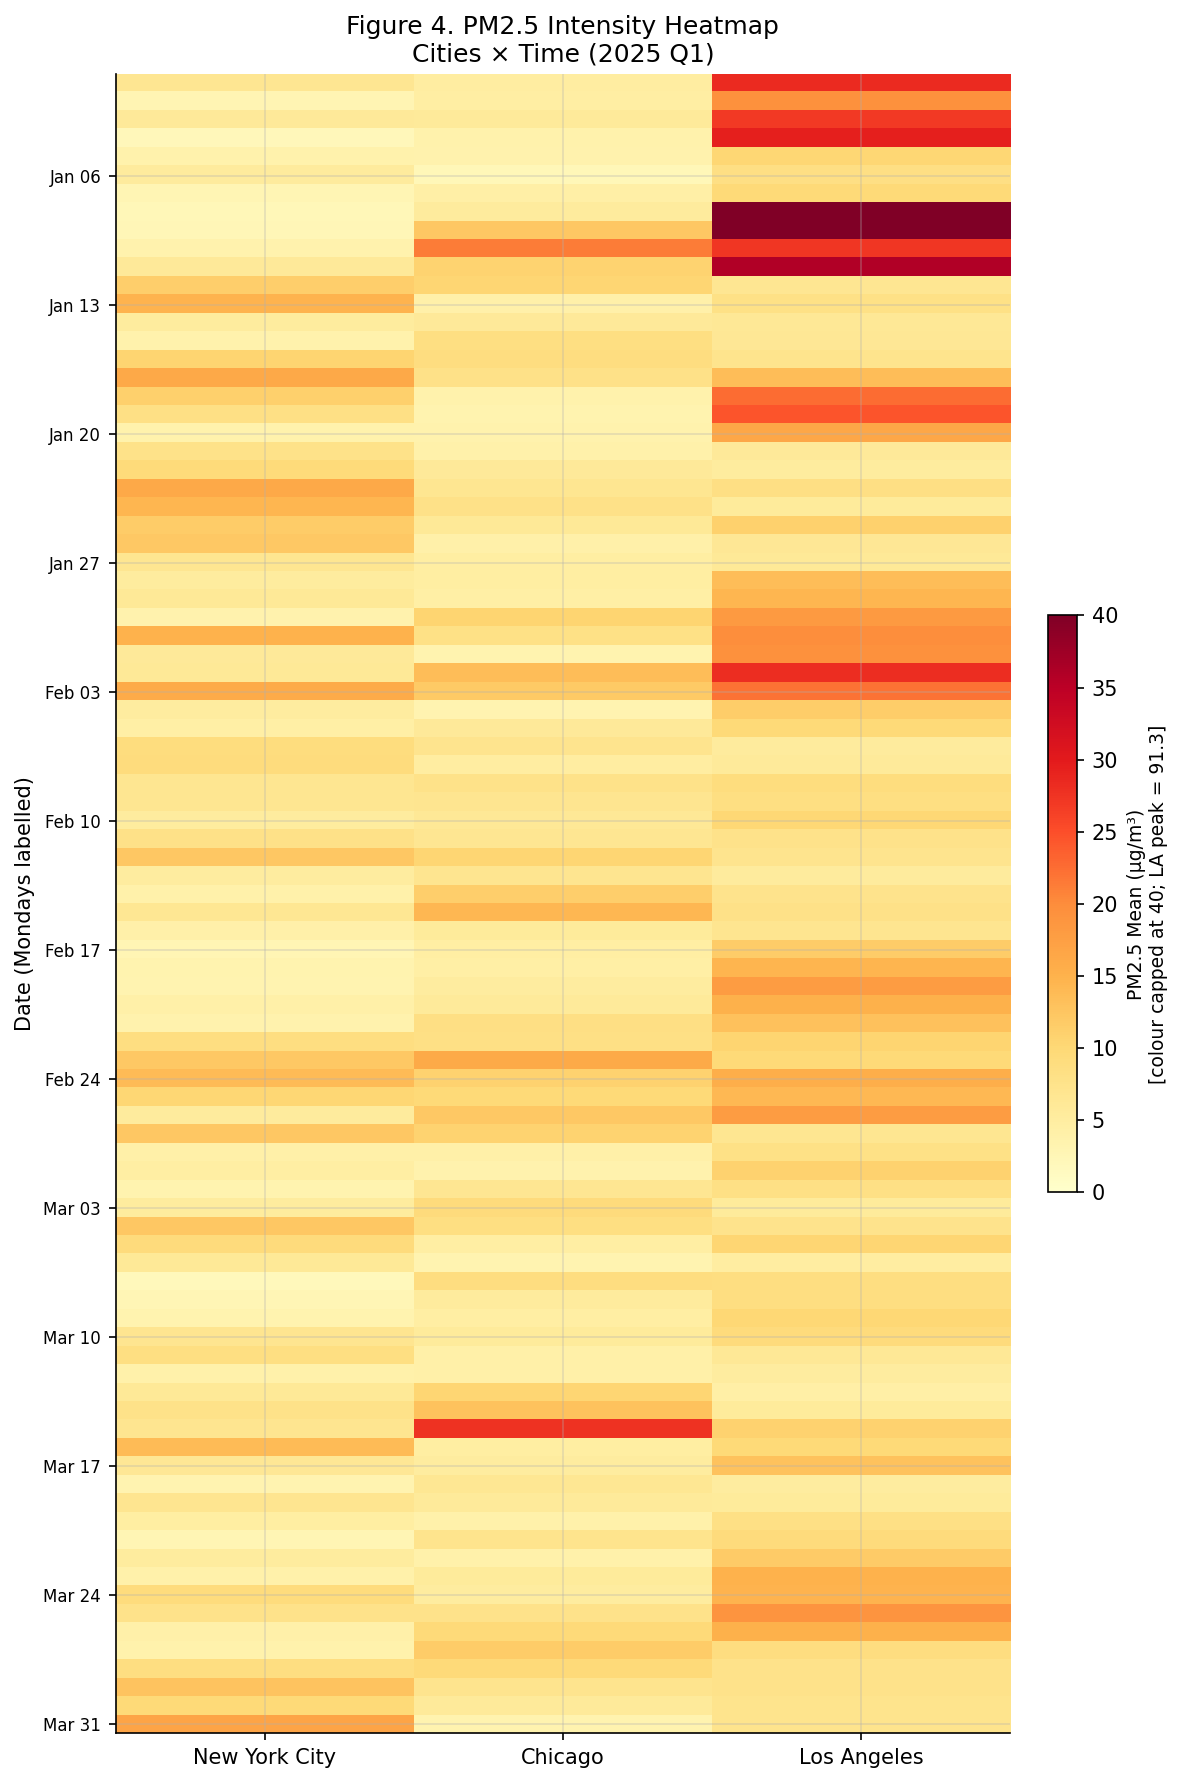 Figure 4. PM2.5 Intensity Heatmap
Cities × Time (2025 Q1)
Date (Mondays labelled)
Jan 06
Jan 13
Jan 20
Jan 27
Feb 03
Feb 10
Feb 17
Feb 24
Mar 03
Mar 10
Mar 17
Mar 24
Mar 31
New York City
Chicago
Los Angeles
40
35
30
25
20
15
10
5
0
PM2.5 Mean (µg/m³)
[colour capped at 40; LA peak = 91.3]